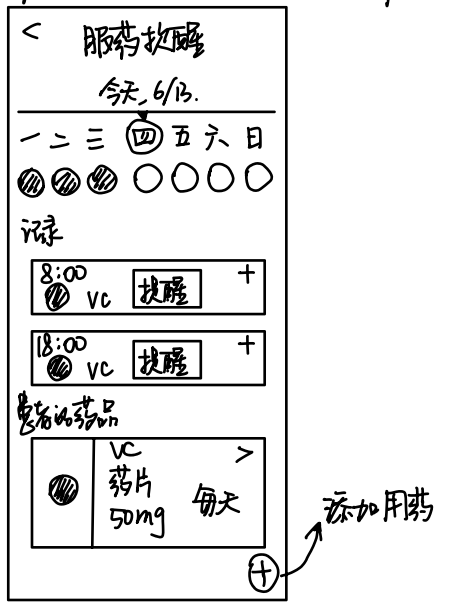 < 服药提醒
今天, 6/13.
一 二 三 四 五 六 日
记录
8:00 +
VC 提醒
18:00 +
VC 提醒
患者的药品
VC >
药片
50mg 每天
+
添加用药